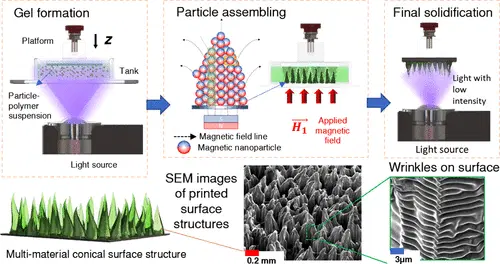 Gel formation
Platform
z
Tank
Particle-
polymer
suspension
Light source
Particle assembling
Magnetic field line
Magnetic nanoparticle
H₁
Applied
magnetic
field
Final solidification
Light with
low
intensity
Light source
Multi-material conical surface structure
SEM images
of printed
surface
structures
0.2 mm
Wrinkles on surface
3μm